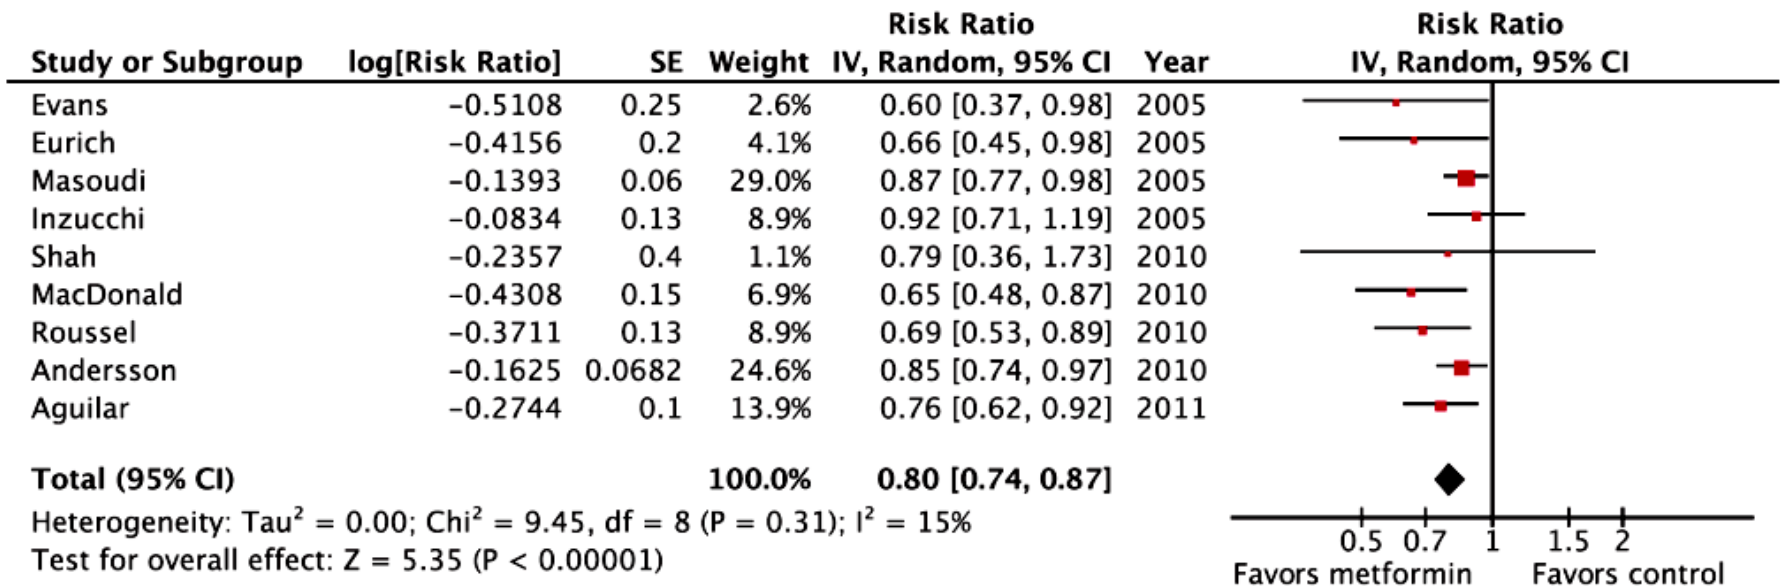 Risk Ratio Risk Ratio
Study or Subgroup log[Risk Ratio] SE Weight IV, Random, 95% CI Year IV, Random, 95% CI
Evans −0.5108 0.25 2.6% 0.60 [0.37, 0.98] 2005
Eurich −0.4156 0.2 4.1% 0.66 [0.45, 0.98] 2005
Masoudi −0.1393 0.06 29.0% 0.87 [0.77, 0.98] 2005
Inzucchi −0.0834 0.13 8.9% 0.92 [0.71, 1.19] 2005
Shah −0.2357 0.4 1.1% 0.79 [0.36, 1.73] 2010
MacDonald −0.4308 0.15 6.9% 0.65 [0.48, 0.87] 2010
Roussel −0.3711 0.13 8.9% 0.69 [0.53, 0.89] 2010
Andersson −0.1625 0.0682 24.6% 0.85 [0.74, 0.97] 2010
Aguilar −0.2744 0.1 13.9% 0.76 [0.62, 0.92] 2011
Total (95% CI) 100.0% 0.80 [0.74, 0.87]
Heterogeneity: Tau² = 0.00; Chi² = 9.45, df = 8 (P = 0.31); I² = 15%
Test for overall effect: Z = 5.35 (P < 0.00001)
0.5 0.7 1 1.5 2
Favors metformin Favors control